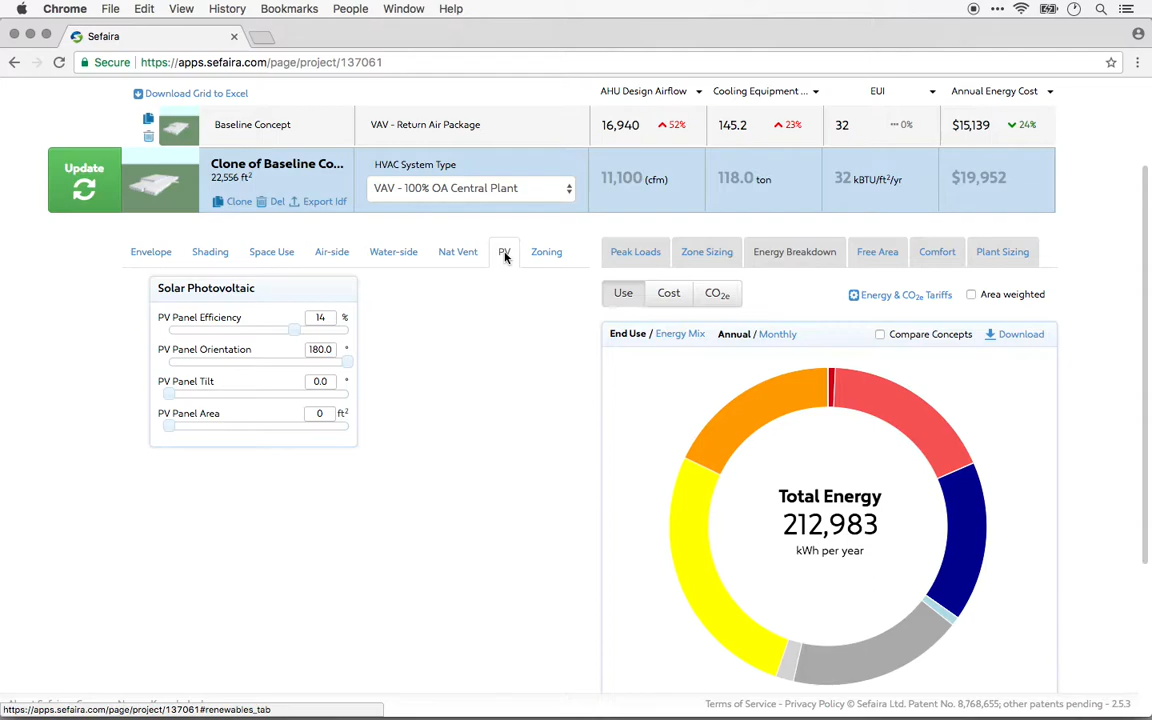 Chrome File Edit View History Bookmarks People Window Help
Sefaira
Secure https://apps.sefaira.com/page/project/137061
Download Grid to Excel
AHU Design Airflow Cooling Equipment ... EUI Annual Energy Cost
Baseline Concept VAV - Return Air Package 16,940 52% 145.2 23% 32 0% $15,139 24%
Update
Clone of Baseline Co...
22,556 ft²
Clone Del Export Idf
HVAC System Type
VAV - 100% OA Central Plant
11,100 (cfm) 118.0 ton 32 kBTU/ft²/yr $19,952
Envelope Shading Space Use Air-side Water-side Nat Vent PV Zoning
Peak Loads Zone Sizing Energy Breakdown Free Area Comfort Plant Sizing
Solar Photovoltaic
PV Panel Efficiency 14 %
PV Panel Orientation 180.0 °
PV Panel Tilt 0.0 °
PV Panel Area 0 ft²
Use Cost CO₂e
Energy & CO₂e Tariffs Area weighted
End Use / Energy Mix Annual / Monthly Compare Concepts Download
Total Energy
212,983
kWh per year
Terms of Service - Privacy Policy © Sefaira Ltd. Patent No. 8,768,655; other patents pending - 2.5.3
https://apps.sefaira.com/page/project/137061#renewables_tab